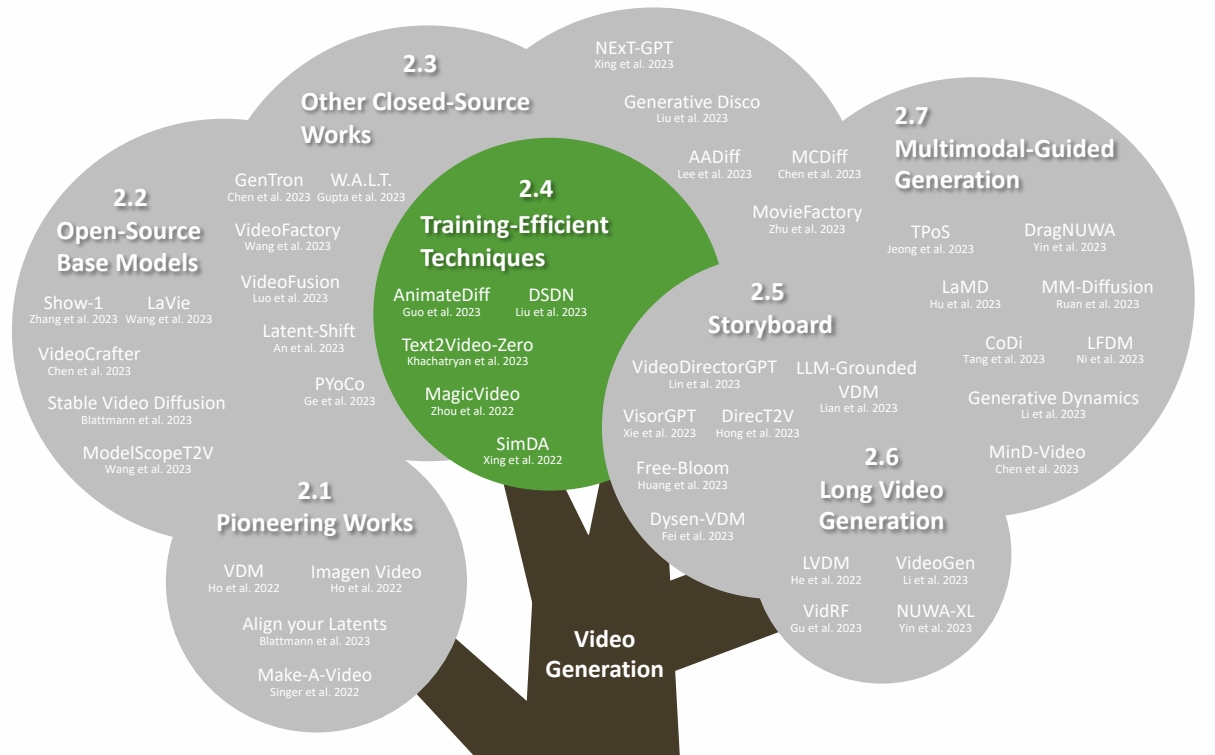 2.1
Pioneering Works
VDM
Ho et al. 2022
Imagen Video
Ho et al. 2022
Align your Latents
Blattmann et al. 2023
Make-A-Video
Singer et al. 2022
2.2
Open-Source
Base Models
Show-1
Zhang et al. 2023
LaVie
Wang et al. 2023
VideoCrafter
Chen et al. 2023
Stable Video Diffusion
Blattmann et al. 2023
ModelScopeT2V
Wang et al. 2023
2.3
Other Closed-Source
Works
GenTron
Chen et al. 2023
W.A.L.T.
Gupta et al. 2023
VideoFactory
Wang et al. 2023
VideoFusion
Luo et al. 2023
Latent-Shift
An et al. 2023
PYoCo
Ge et al. 2023
2.4
Training-Efficient
Techniques
AnimateDiff
Guo et al. 2023
DSDN
Liu et al. 2023
Text2Video-Zero
Khachatryan et al. 2023
MagicVideo
Zhou et al. 2022
SimDA
Xing et al. 2022
2.5
Storyboard
VideoDirectorGPT
Lin et al. 2023
LLM-Grounded
VDM
Lian et al. 2023
VisorGPT
Xie et al. 2023
DirecT2V
Hong et al. 2023
Free-Bloom
Huang et al. 2023
Dysen-VDM
Fei et al. 2023
2.6
Long Video
Generation
LVDM
He et al. 2022
VideoGen
Li et al. 2023
VidRF
Gu et al. 2023
NUWA-XL
Yin et al. 2023
2.7
Multimodal-Guided
Generation
NExT-GPT
Xing et al. 2023
Generative Disco
Liu et al. 2023
AADiff
Lee et al. 2023
MCDiff
Chen et al. 2023
MovieFactory
Zhu et al. 2023
TPoS
Jeong et al. 2023
DragNUWA
Yin et al. 2023
LaMD
Hu et al. 2023
MM-Diffusion
Ruan et al. 2023
CoDi
Tang et al. 2023
LFDM
Ni et al. 2023
Generative Dynamics
Li et al. 2023
MinD-Video
Chen et al. 2023
Video
Generation